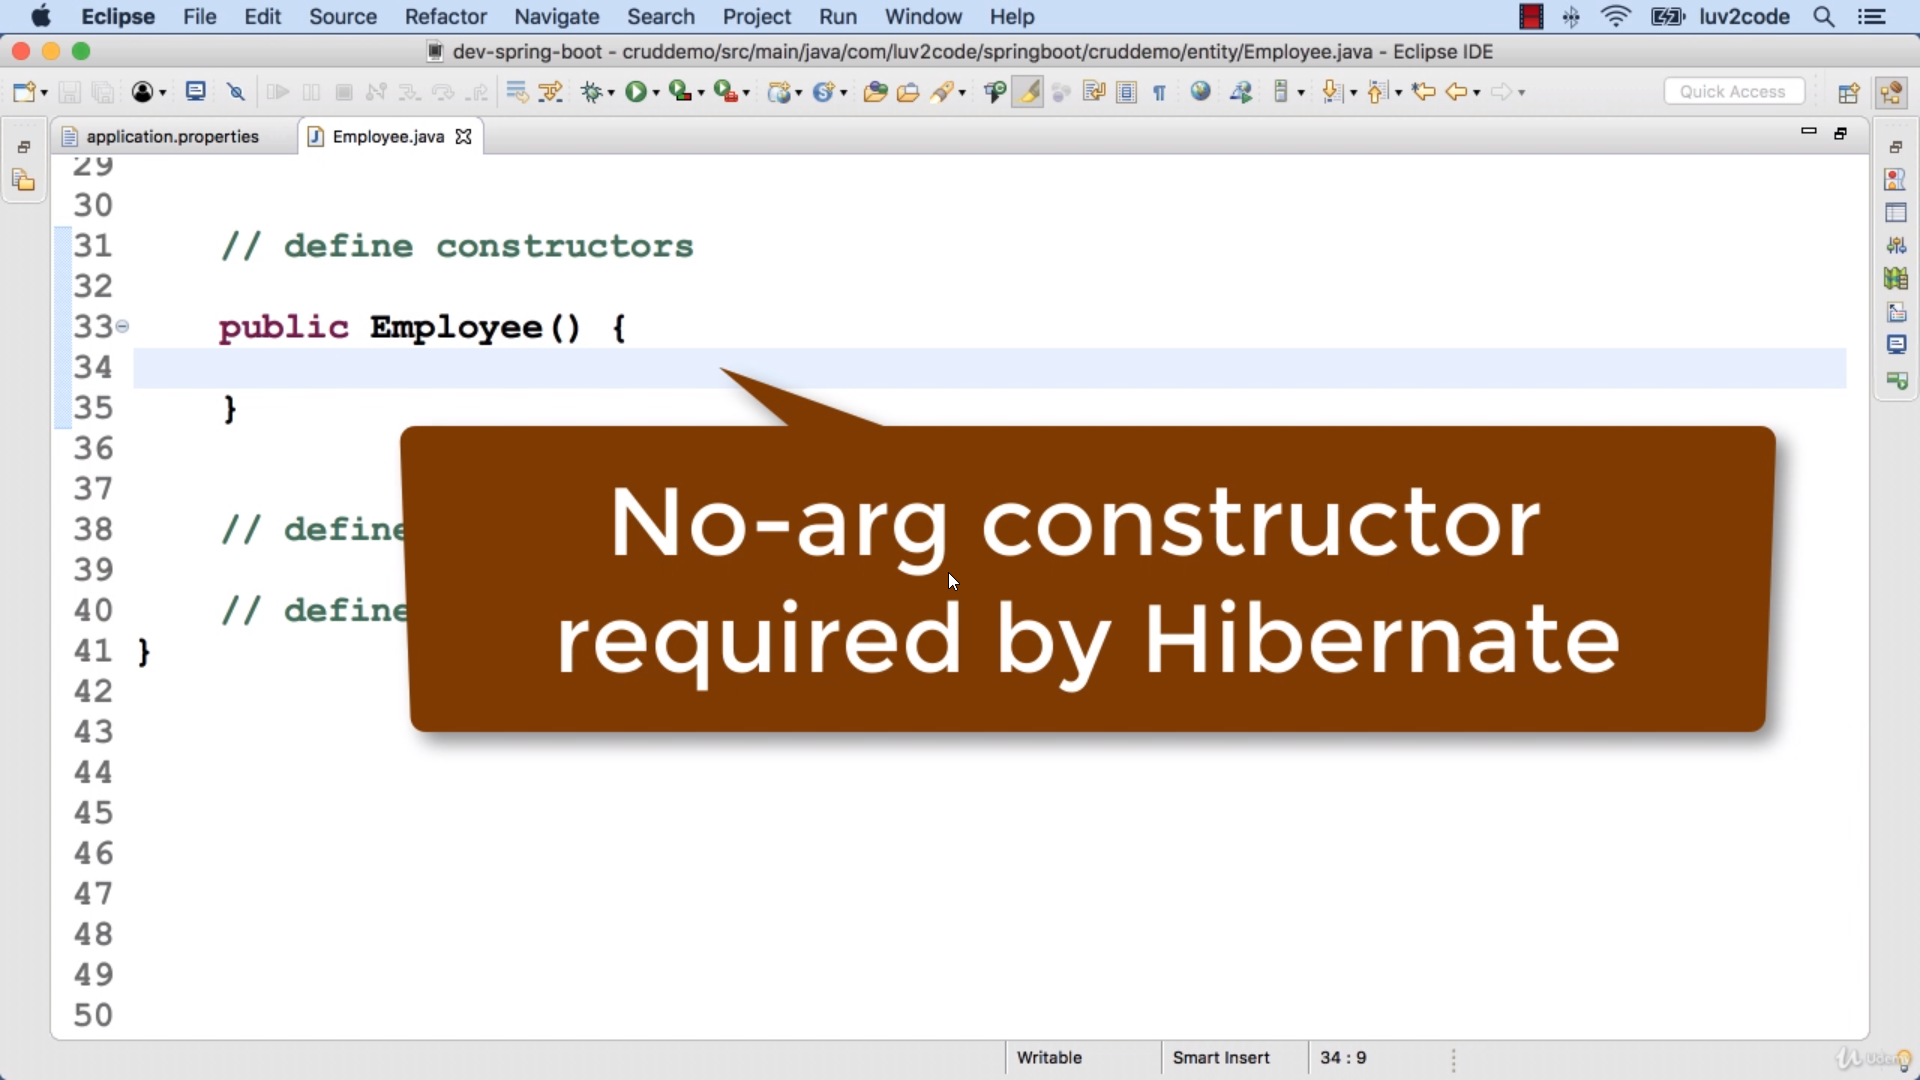 Eclipse File Edit Source Refactor Navigate Search Project Run Window Help luv2code
dev-spring-boot - cruddemo/src/main/java/com/luv2code/springboot/cruddemo/entity/Employee.java - Eclipse IDE
Quick Access
application.properties Employee.java
29
30
31 // define constructors
32
33 public Employee() {
34
35 }
36
37
38 // define
39
40 // define
41 }
42
43
44
45
46
47
48
49
50
No-arg constructor
required by Hibernate
Writable Smart Insert 34 : 9
Udemy